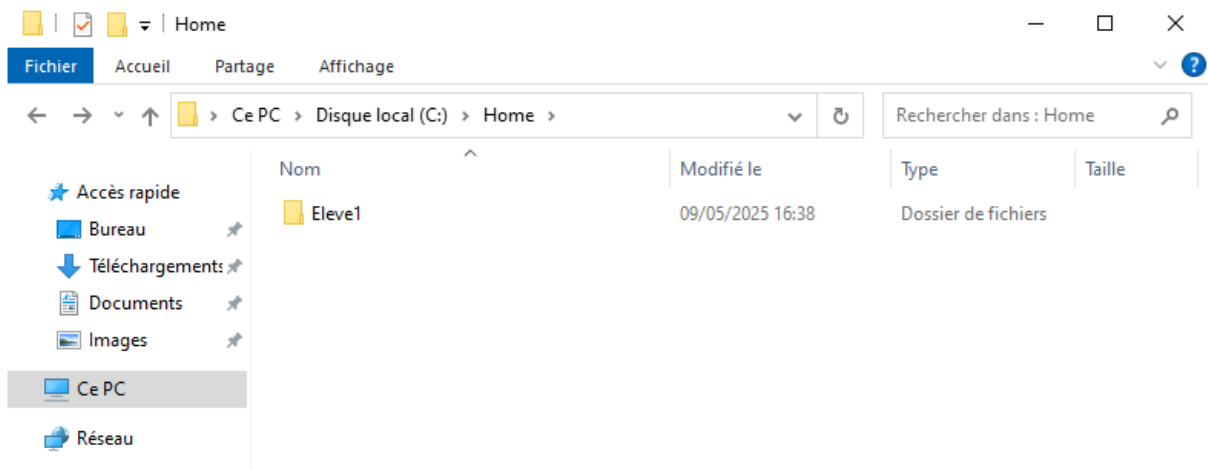 Home
Fichier Accueil Partage Affichage
Ce PC > Disque local (C:) > Home >
Rechercher dans : Home
Nom Modifié le Type Taille
Accès rapide
Eleve1 09/05/2025 16:38 Dossier de fichiers
Bureau
Téléchargements
Documents
Images
Ce PC
Réseau